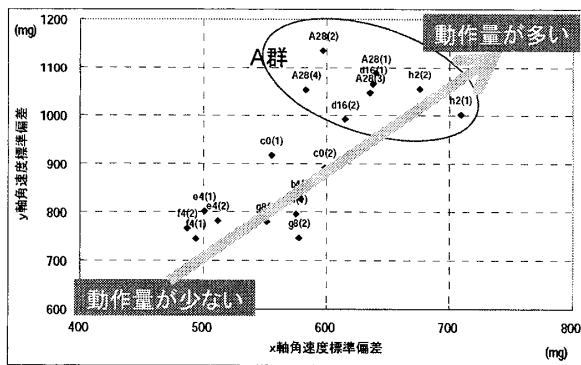 (mg)
1200
1100
1000
900
800
700
600
y軸角速度標準偏差
動作量が多い
A群
A28(2)
A28(1)
d16(1)
A28(3)
A28(4)
h2(2)
h2(1)
d16(2)
c0(1)
c0(2)
e4(1)
e4(2)
f4(2)
f4(1)
g8(2)
動作量が少ない
400 500 600 700 800
x軸角速度標準偏差
(mg)